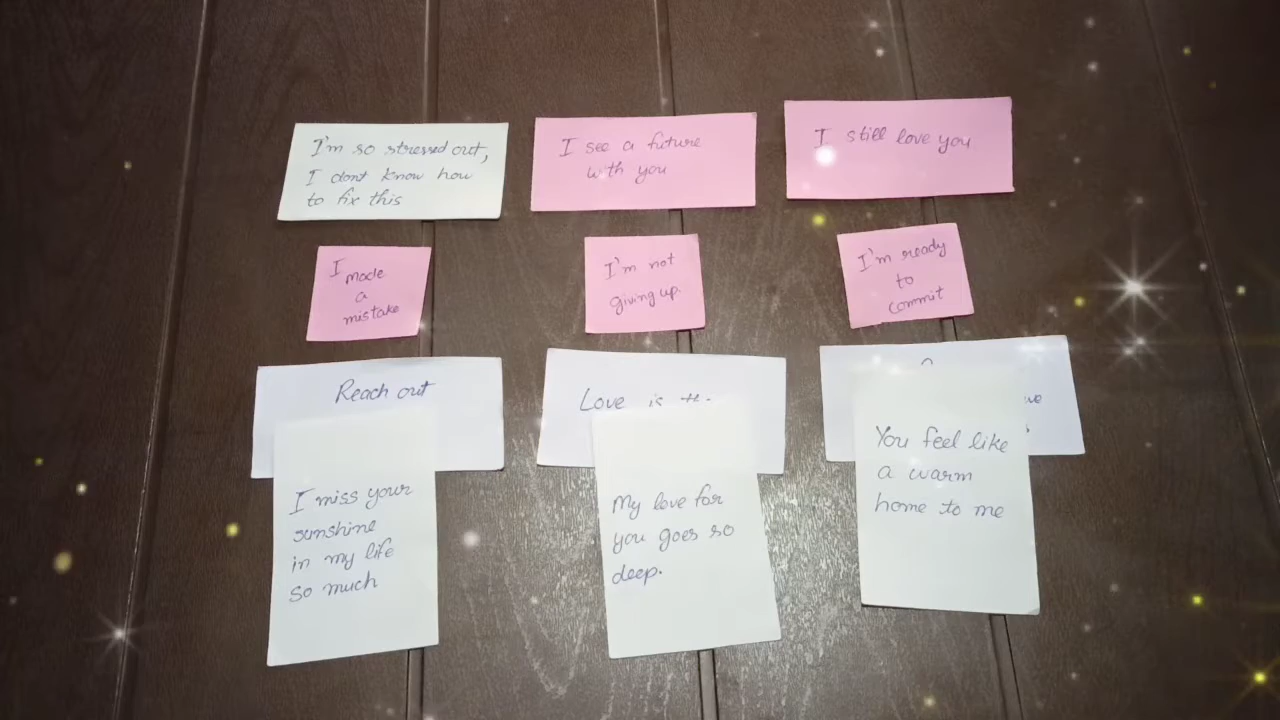 I'm so stressed out,
I dont know how
to fix this
I see a future
with you
I still love you
I
made
a
mistake
I'm not
giving up.
I'm ready
to
commit
Reach out
Love is
I miss your
sunshine
in my life
so much
My love for
you goes so
deep.
You feel like
a warm
home to me